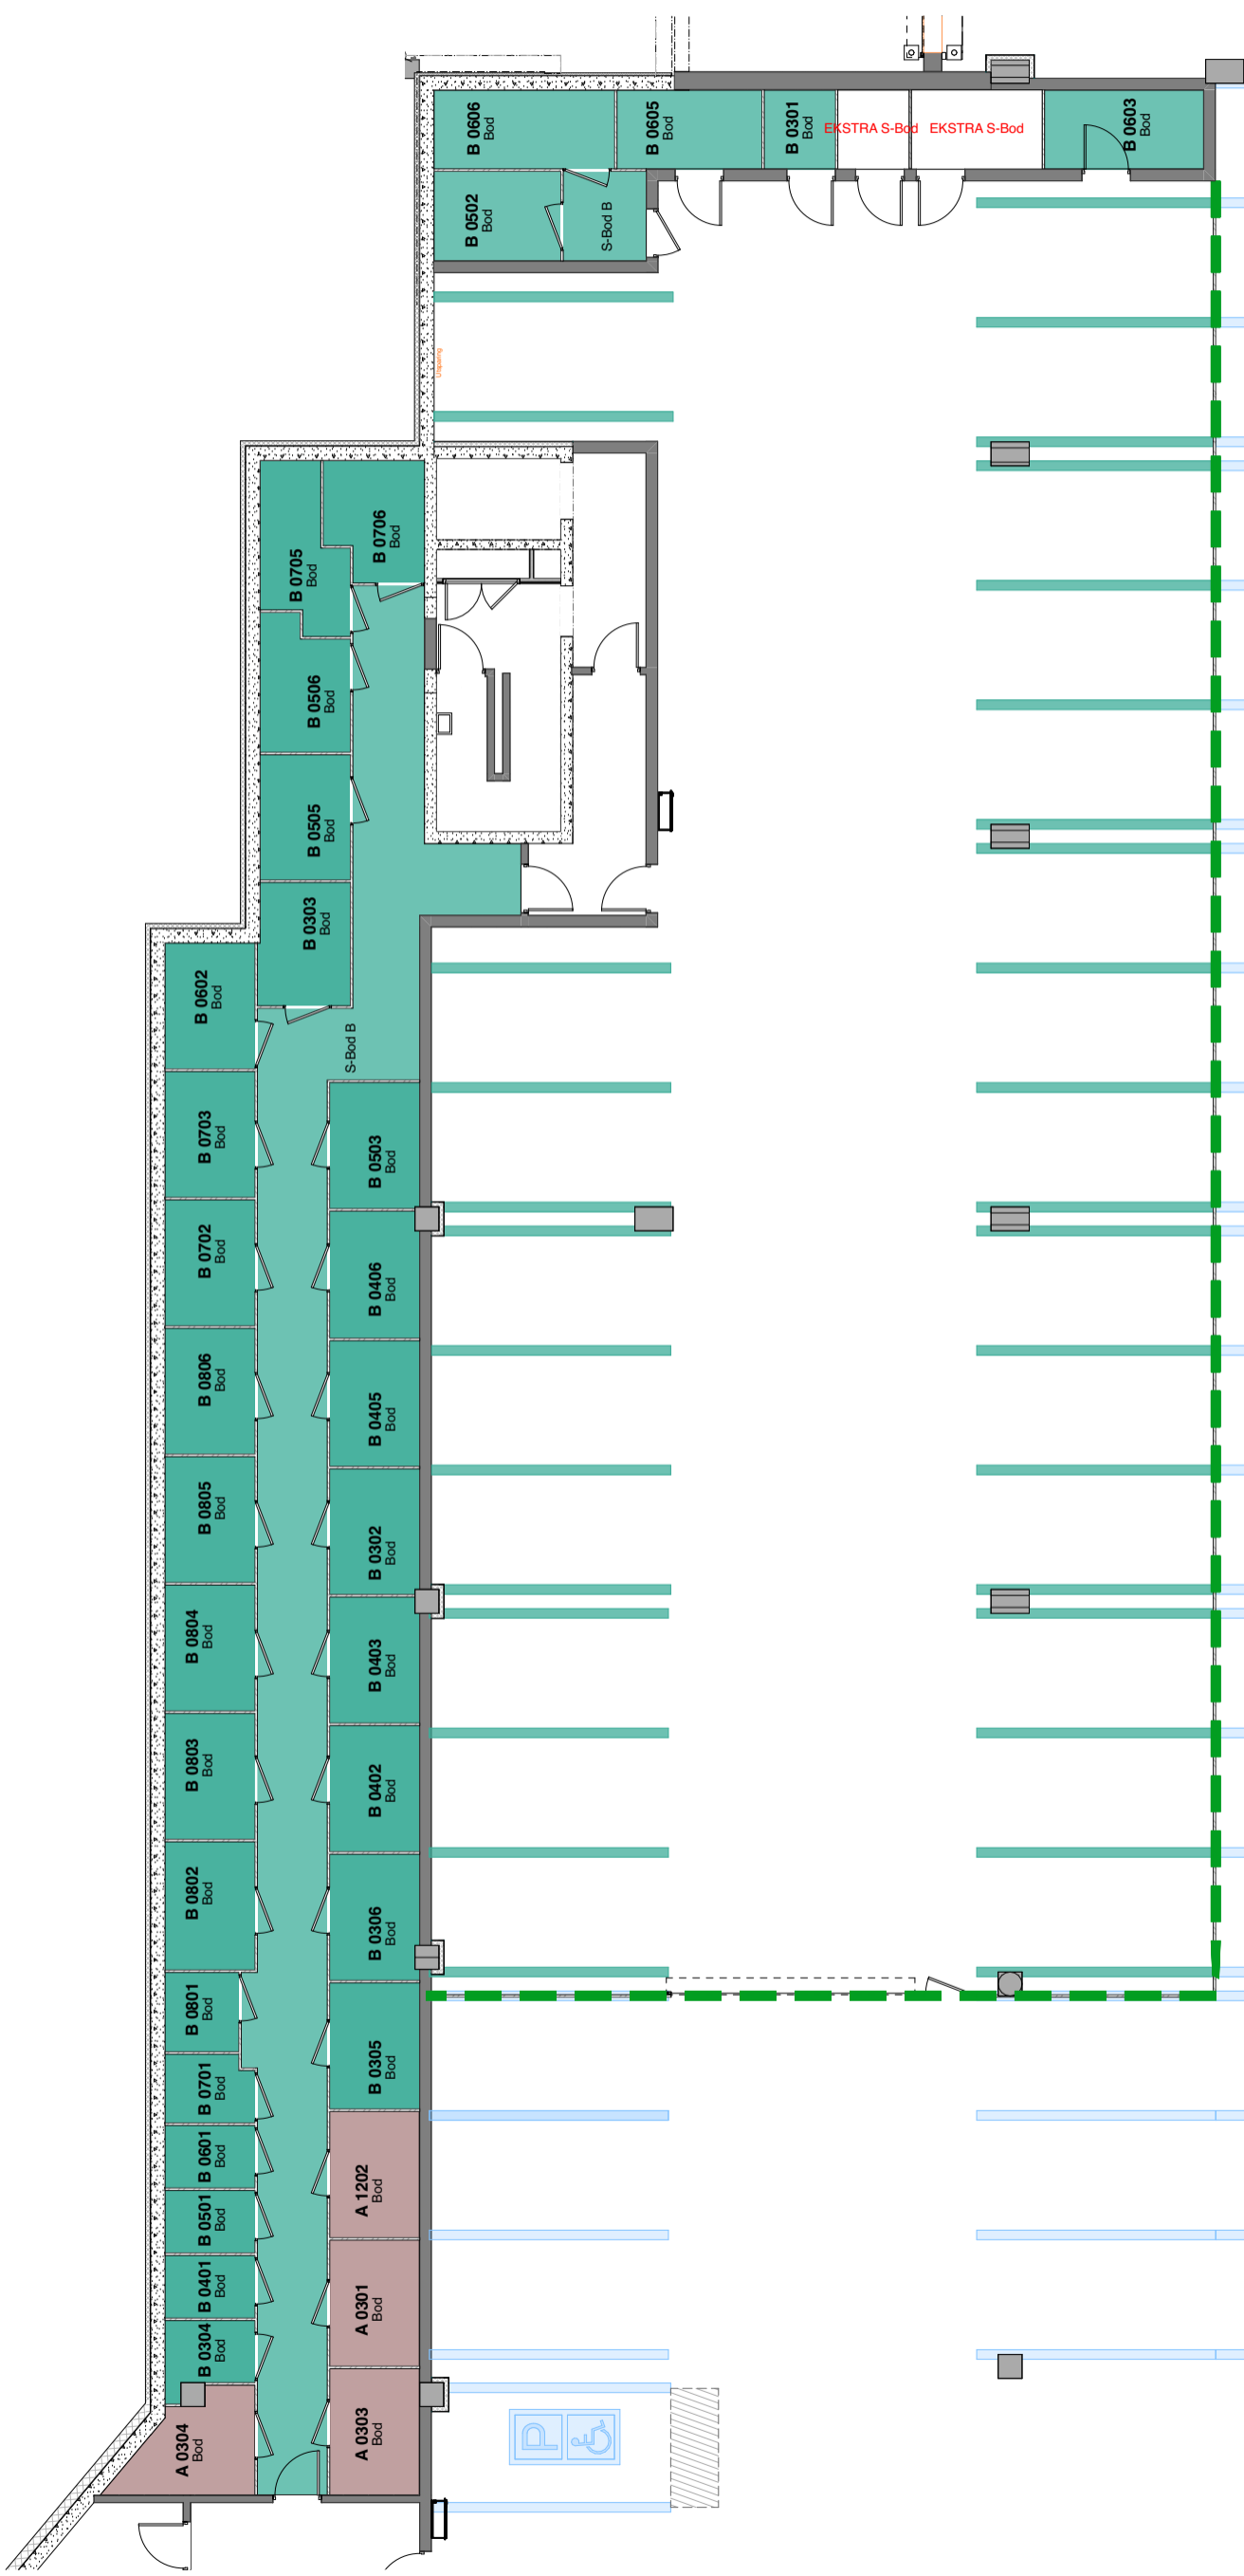 B 0606
Bod
B 0605
Bod
B 0301
Bod
EKSTRA S-Bod
EKSTRA S-Bod
B 0603
Bod
B 0502
Bod
S-Bod B
Utsparing
B 0706
Bod
B 0705
Bod
B 0506
Bod
B 0505
Bod
B 0303
Bod
B 0602
Bod
S-Bod B
B 0703
Bod
B 0503
Bod
B 0702
Bod
B 0406
Bod
B 0806
Bod
B 0405
Bod
B 0805
Bod
B 0302
Bod
B 0804
Bod
B 0403
Bod
B 0803
Bod
B 0402
Bod
B 0802
Bod
B 0306
Bod
B 0801
Bod
B 0305
Bod
B 0701
Bod
B 0601
Bod
A 1202
Bod
B 0501
Bod
B 0401
Bod
A 0301
Bod
B 0304
Bod
A 0304
Bod
A 0303
Bod
P